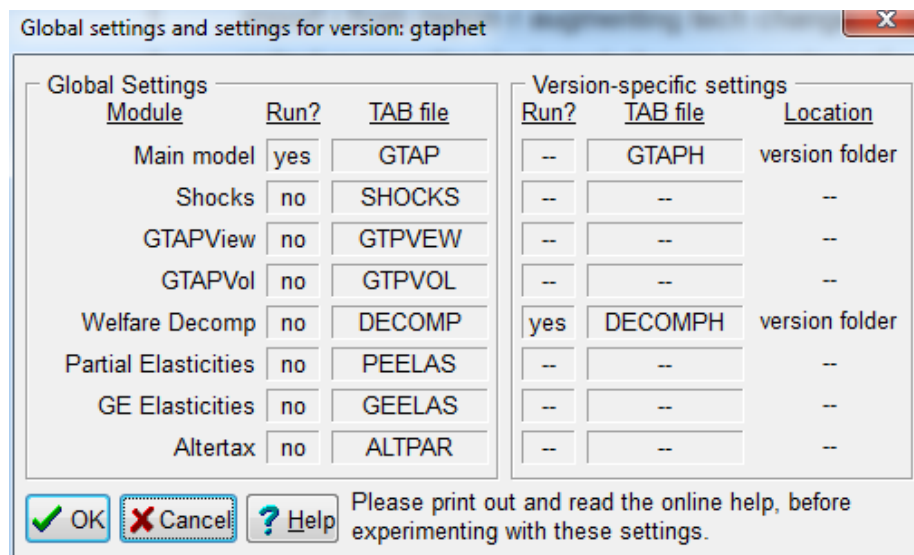 augmenting tech chang
Global settings and settings for version: gtaphet
X
Global Settings Version-specific settings
Module Run? TAB file Run? TAB file Location
Main model yes GTAP -- GTAPH version folder
Shocks no SHOCKS -- -- --
GTAPView no GTPVEW -- -- --
GTAPVol no GTPVOL -- -- --
Welfare Decomp no DECOMP yes DECOMPH version folder
Partial Elasticities no PEELAS -- -- --
GE Elasticities no GEELAS -- -- --
Altertax no ALTPAR -- -- --
OK Cancel ? Help Please print out and read the online help, before
experimenting with these settings.